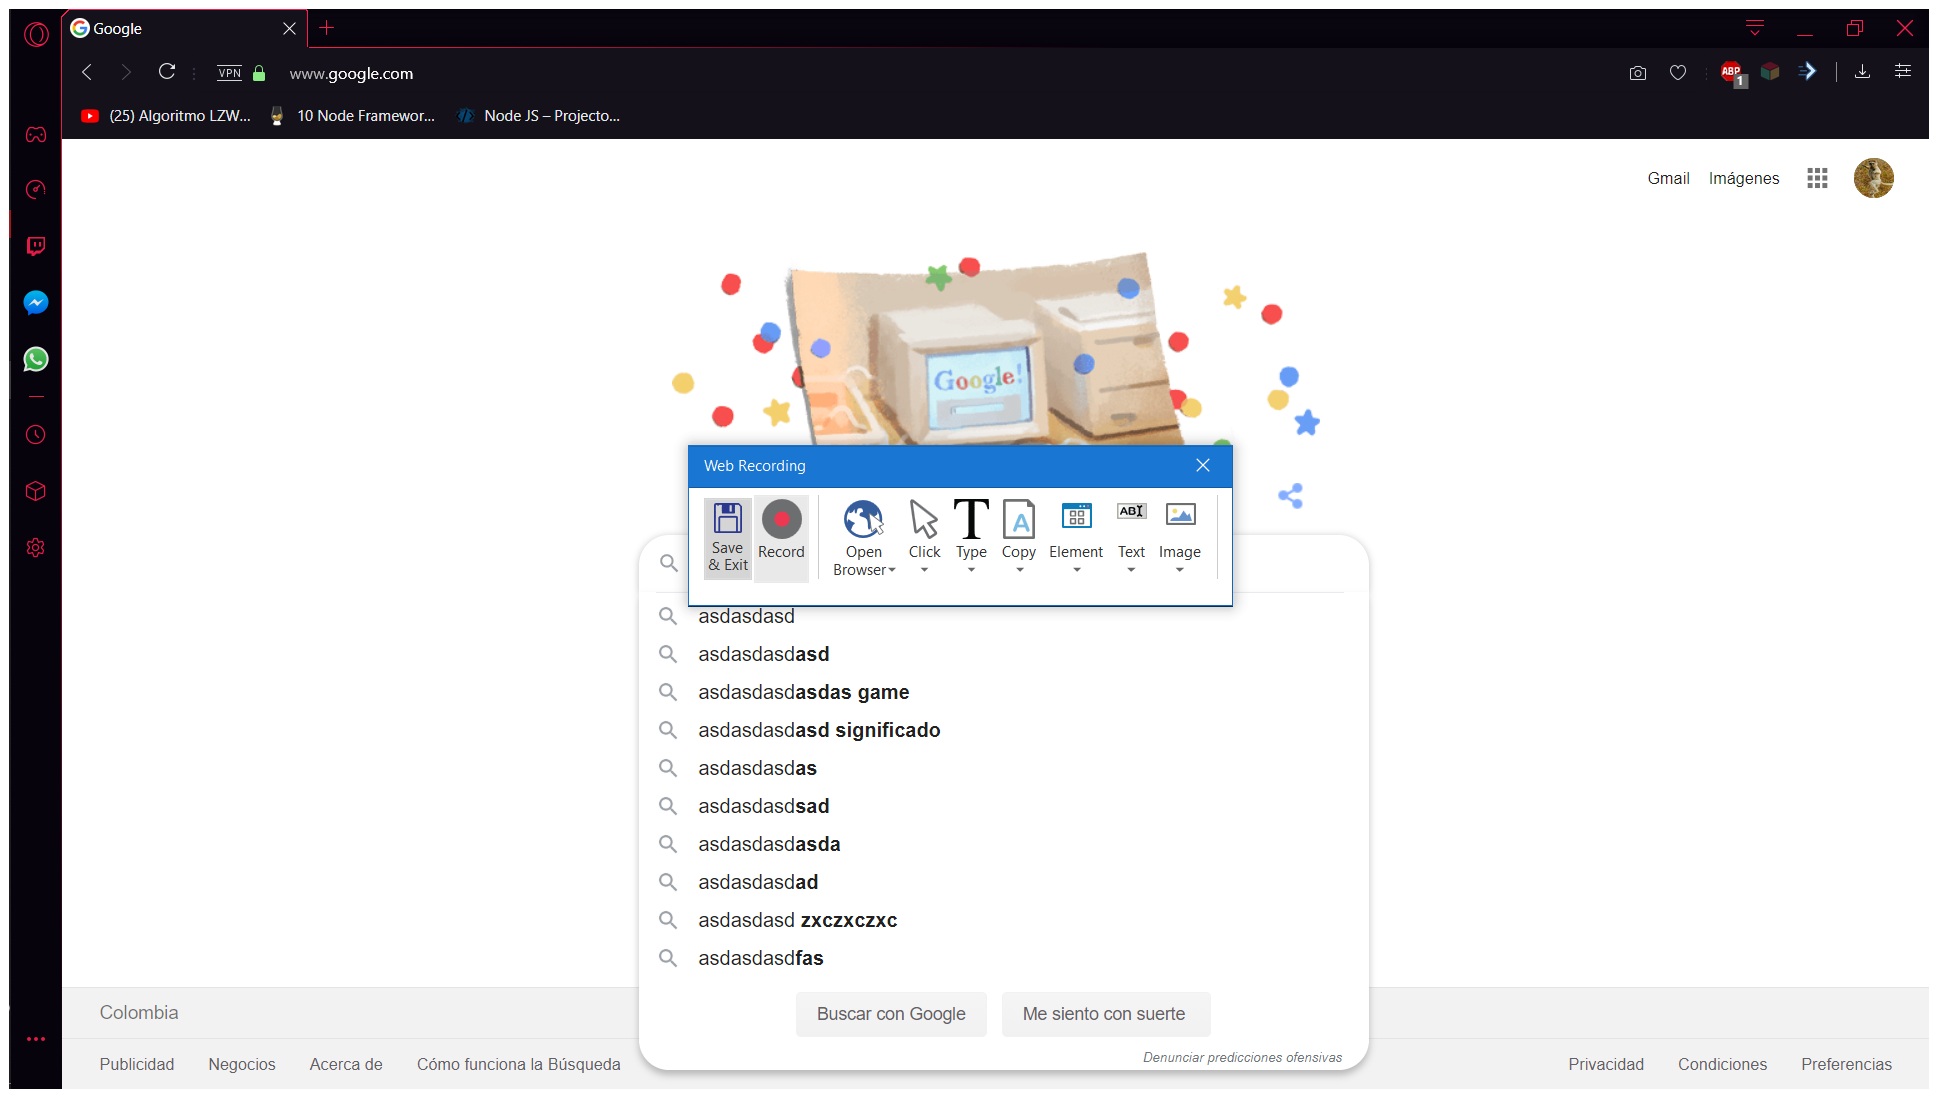 Google
VPN
www.google.com
ABP
1
(25) Algoritmo LZW...
10 Node Framewor...
Node JS – Projecto...
Gmail
Imágenes
Google!
Web Recording
Save & Exit
Record
Open Browser
Click
T
Type
A
Copy
Element
ABI
Text
Image
asdasdasd
asdasdasdasd
asdasdasdasdas game
asdasdasdasd significado
asdasdasdas
asdasdasdsad
asdasdasdasda
asdasdasdad
asdasdasd zxczxczxc
asdasdasdfas
Buscar con Google
Me siento con suerte
Denunciar predicciones ofensivas
Colombia
Publicidad
Negocios
Acerca de
Cómo funciona la Búsqueda
Privacidad
Condiciones
Preferencias